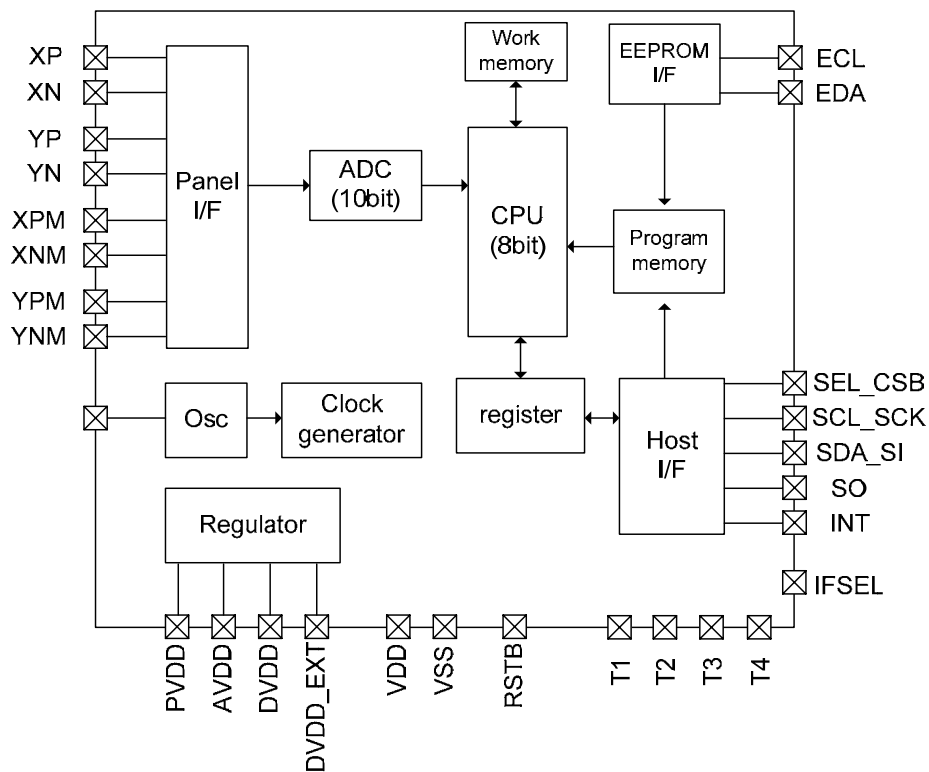 XP
XN
YP
YN
XPM
XNM
YPM
YNM
Panel
I/F
ADC
(10bit)
Work
memory
CPU
(8bit)
EEPROM
I/F
ECL
EDA
Program
memory
Osc
Clock
generator
register
Host
I/F
SEL_CSB
SCL_SCK
SDA_SI
SO
INT
IFSEL
Regulator
PVDD
AVDD
DVDD
DVDD_EXT
VDD
VSS
RSTB
T1
T2
T3
T4